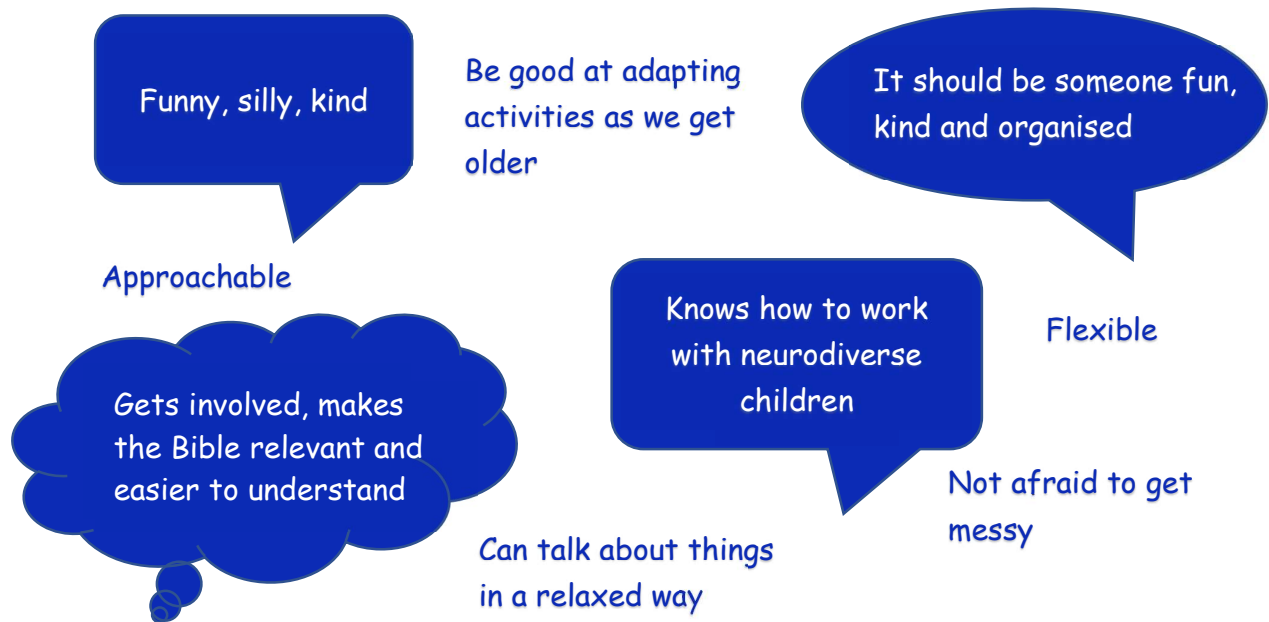 Funny, silly, kind
Be good at adapting
activities as we get
older
It should be someone fun,
kind and organised
Approachable
Knows how to work
with neurodiverse
children
Flexible
Gets involved, makes
the Bible relevant and
easier to understand
Not afraid to get
messy
Can talk about things
in a relaxed way